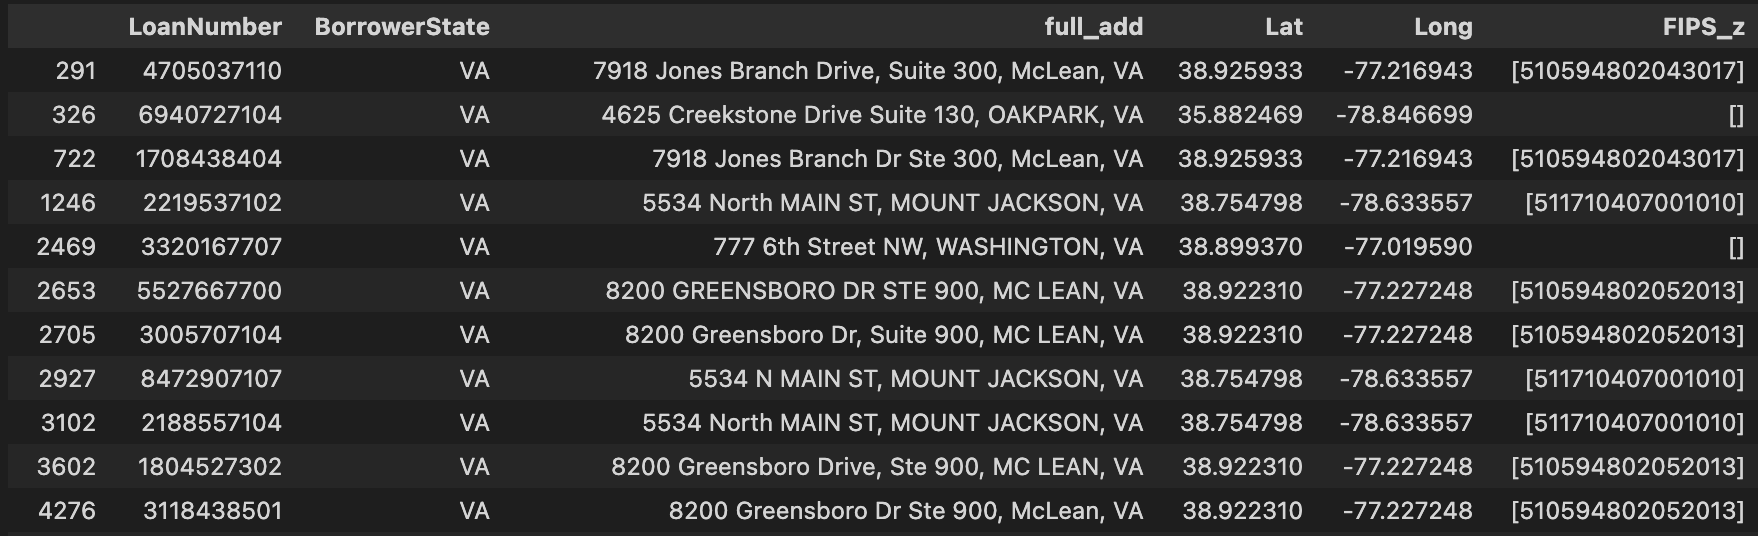 LoanNumber BorrowerState full_add Lat Long FIPS_z
291 4705037110 VA 7918 Jones Branch Drive, Suite 300, McLean, VA 38.925933 -77.216943 [510594802043017]
326 6940727104 VA 4625 Creekstone Drive Suite 130, OAKPARK, VA 35.882469 -78.846699 []
722 1708438404 VA 7918 Jones Branch Dr Ste 300, McLean, VA 38.925933 -77.216943 [510594802043017]
1246 2219537102 VA 5534 North MAIN ST, MOUNT JACKSON, VA 38.754798 -78.633557 [511710407001010]
2469 3320167707 VA 777 6th Street NW, WASHINGTON, VA 38.899370 -77.019590 []
2653 5527667700 VA 8200 GREENSBORO DR STE 900, MC LEAN, VA 38.922310 -77.227248 [510594802052013]
2705 3005707104 VA 8200 Greensboro Dr, Suite 900, MC LEAN, VA 38.922310 -77.227248 [510594802052013]
2927 8472907107 VA 5534 N MAIN ST, MOUNT JACKSON, VA 38.754798 -78.633557 [511710407001010]
3102 2188557104 VA 5534 North MAIN ST, MOUNT JACKSON, VA 38.754798 -78.633557 [511710407001010]
3602 1804527302 VA 8200 Greensboro Drive, Ste 900, MC LEAN, VA 38.922310 -77.227248 [510594802052013]
4276 3118438501 VA 8200 Greensboro Dr Ste 900, McLean, VA 38.922310 -77.227248 [510594802052013]